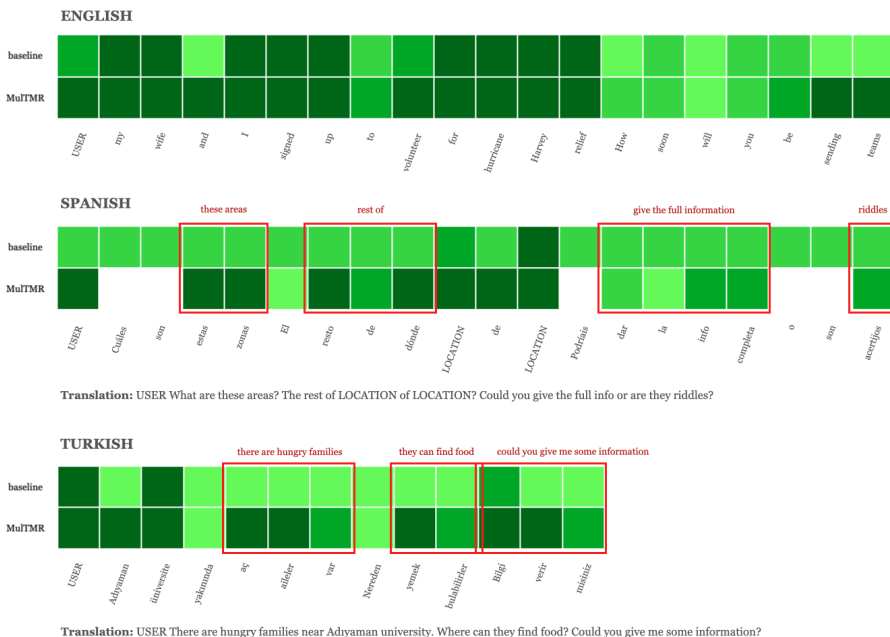 ENGLISH
baseline
MulTMR
USER my wife and I signed up to volunteer for hurricane Harvey relief How soon will you be sending teams
SPANISH
these areas rest of give the full information riddles
baseline
MulTMR
USER Cuáles son estas zonas El resto de dónde LOCATION de LOCATION Podríais dar la info completa o son acertijos
Translation: USER What are these areas? The rest of LOCATION of LOCATION? Could you give the full info or are they riddles?
TURKISH
there are hungry families they can find food could you give me some information
baseline
MulTMR
USER Adıyaman üniversite yakınında aç aileler var Nereden yemek bulabilirler Bilgi verir misiniz
Translation: USER There are hungry families near Adıyaman university. Where can they find food? Could you give me some information?